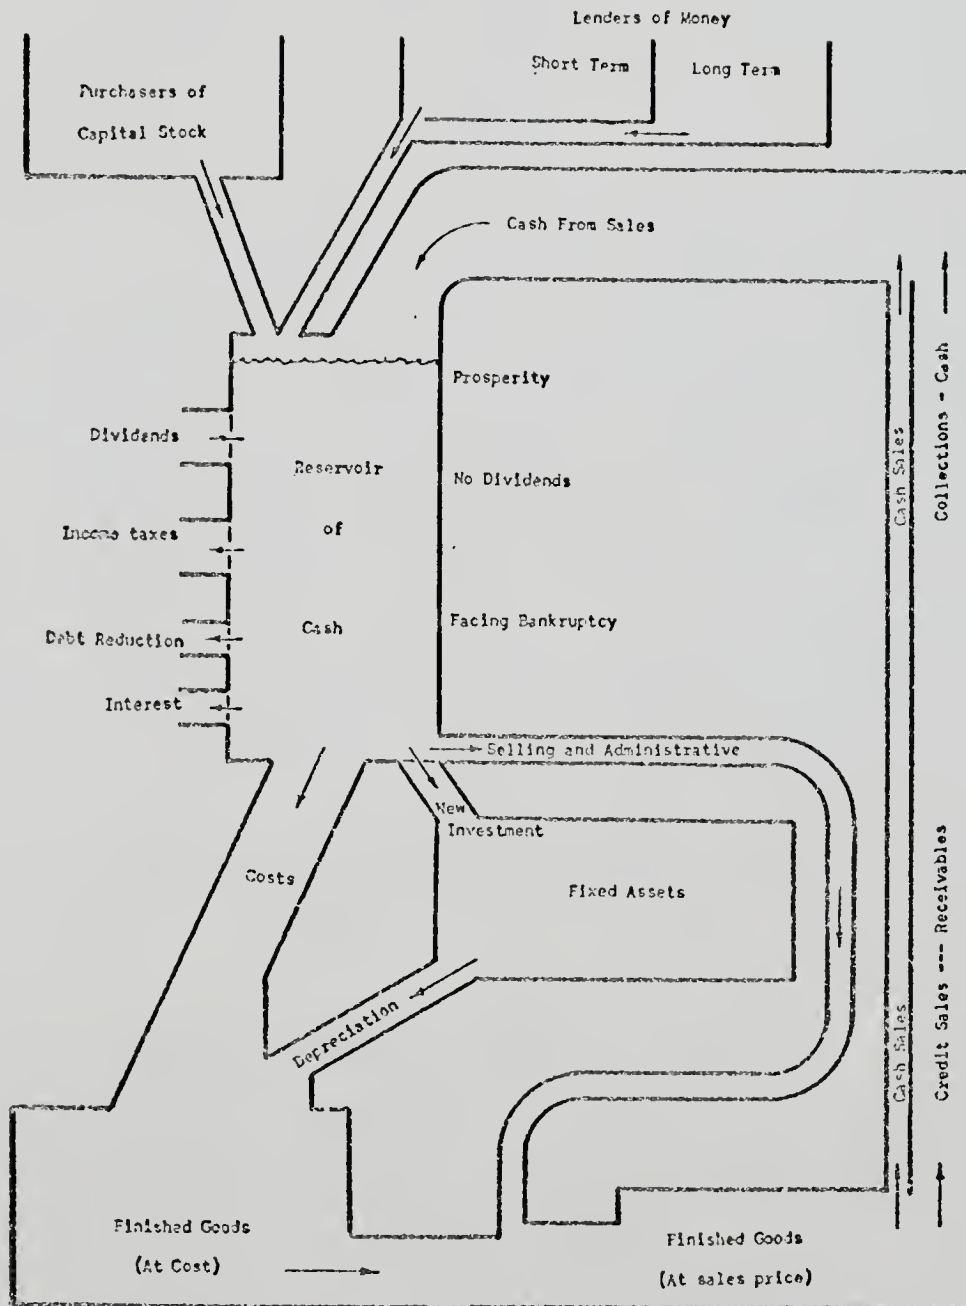 Lenders of Money
Short Term
Long Term
Purchasers of
Capital Stock
Cash From Sales
Prosperity
Dividends
Reservoir
of
Cash
No Dividends
Income taxes
Facing Bankruptcy
Debt Reduction
Interest
Selling and Administrative
New
Investment
Costs
Fixed Assets
Depreciation
Cash Sales
Collections - Cash
Cash Sales
Credit Sales --- Receivables
Finished Goods
(At Cost)
Finished Goods
(At sales price)